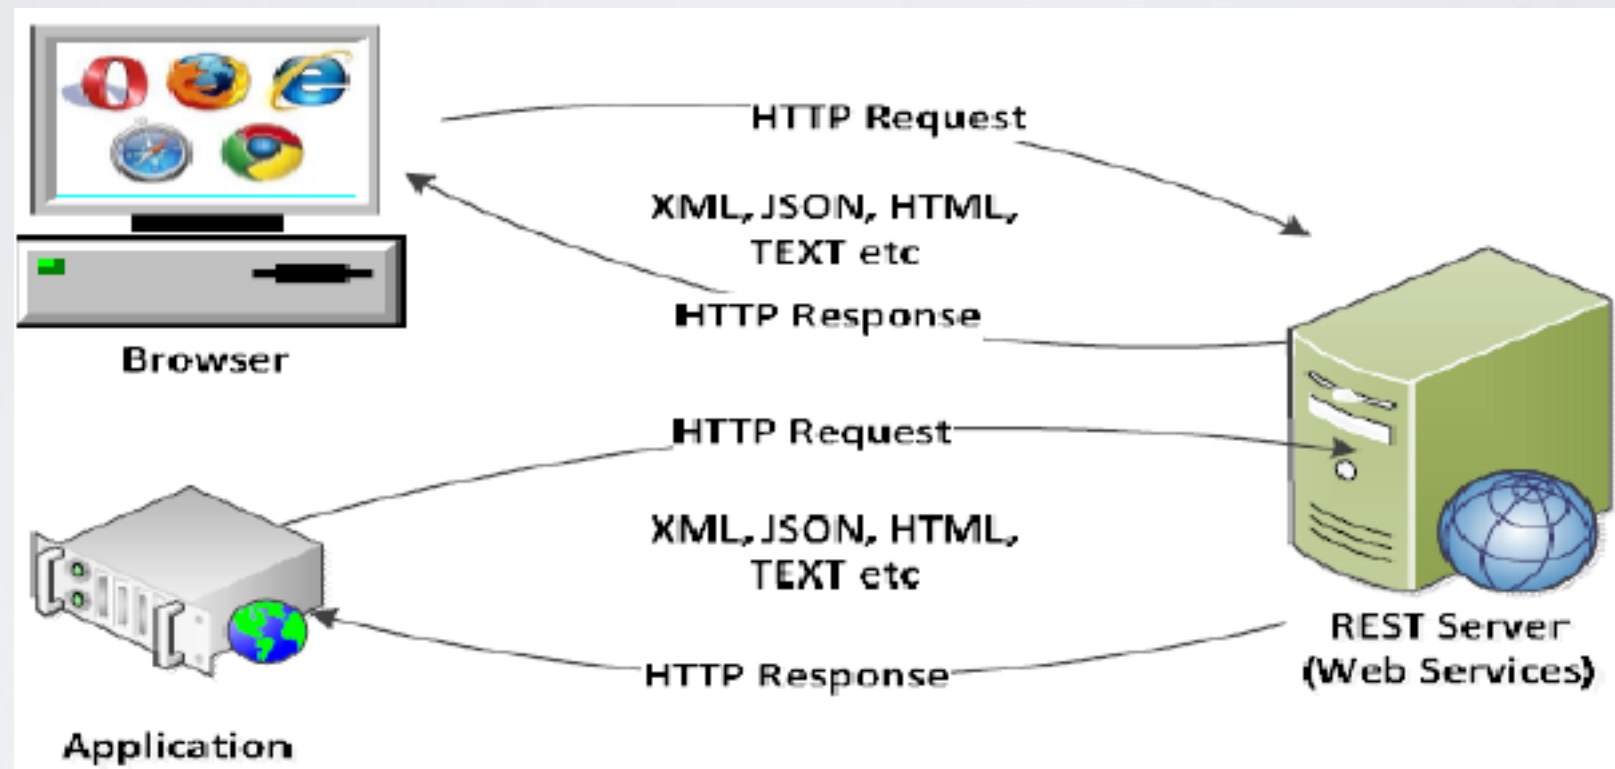 HTTP Request
XML, JSON, HTML,
TEXT etc
HTTP Response
Browser
HTTP Request
XML, JSON, HTML,
TEXT etc
HTTP Response
REST Server
(Web Services)
Application